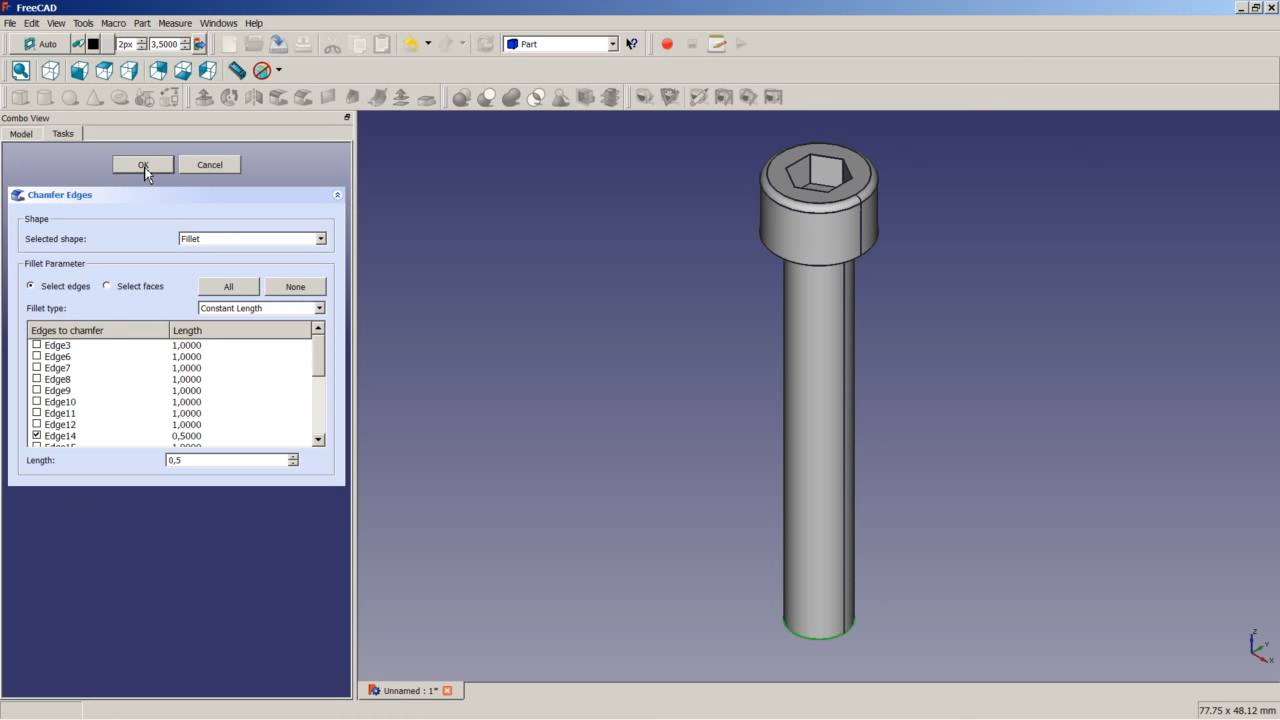 FreeCAD
File Edit View Tools Macro Part Measure Windows Help
Auto 2px 3,5000 Part
Combo View
Model Tasks
OK Cancel
Chamfer Edges
Shape
Selected shape: Fillet
Fillet Parameter
Select edges Select faces All None
Fillet type: Constant Length
Edges to chamfer Length
Edge3 1,0000
Edge6 1,0000
Edge7 1,0000
Edge8 1,0000
Edge9 1,0000
Edge10 1,0000
Edge11 1,0000
Edge12 1,0000
Edge14 0,5000
Edge15 1,0000
Length: 0,5
Z
Y
X
Unnamed : 1*
77.75 x 48.12 mm